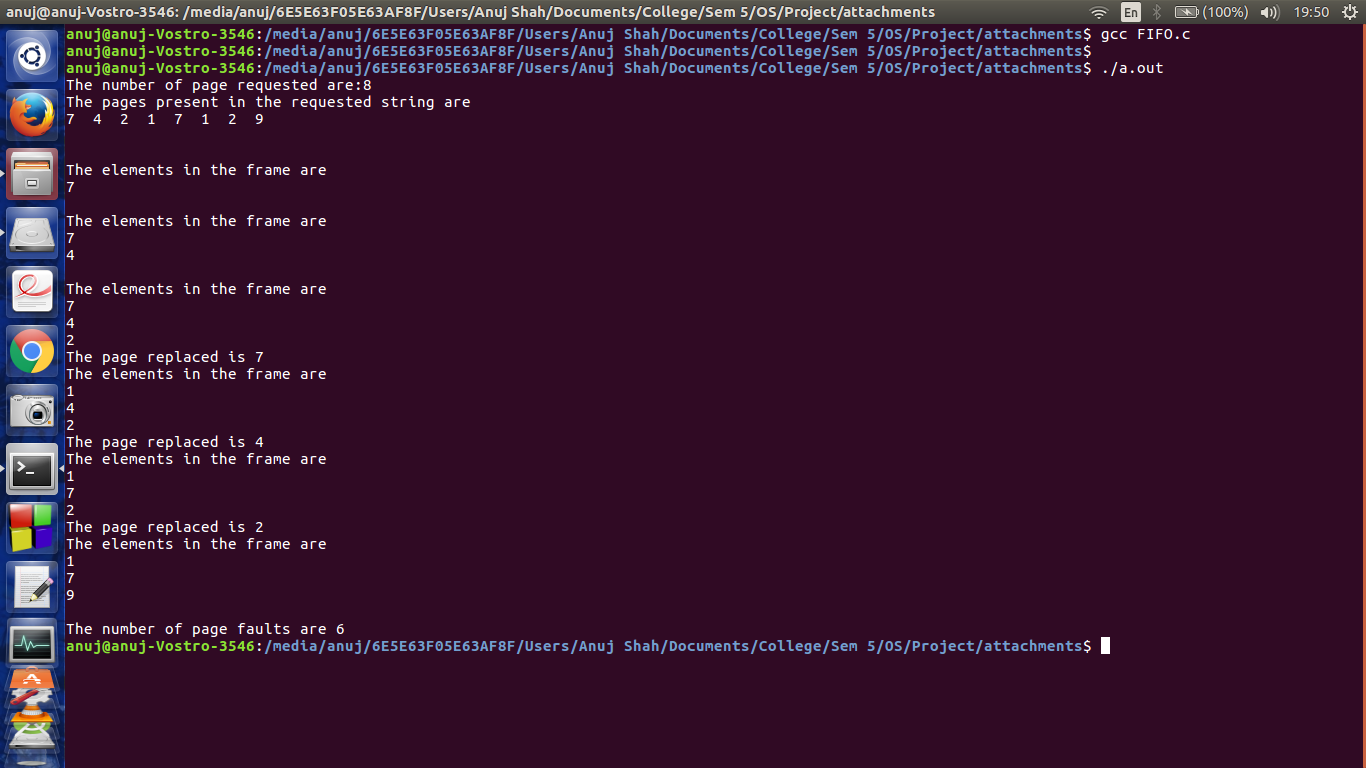 anuj@anuj-Vostro-3546: /media/anuj/6E5E63F05E63AF8F/Users/Anuj Shah/Documents/College/Sem 5/OS/Project/attachments En (100%) 19:50
anuj@anuj-Vostro-3546:/media/anuj/6E5E63F05E63AF8F/Users/Anuj Shah/Documents/College/Sem 5/OS/Project/attachments$ gcc FIFO.c
anuj@anuj-Vostro-3546:/media/anuj/6E5E63F05E63AF8F/Users/Anuj Shah/Documents/College/Sem 5/OS/Project/attachments$
anuj@anuj-Vostro-3546:/media/anuj/6E5E63F05E63AF8F/Users/Anuj Shah/Documents/College/Sem 5/OS/Project/attachments$ ./a.out
The number of page requested are:8
The pages present in the requested string are
7 4 2 1 7 1 2 9
The elements in the frame are
7
The elements in the frame are
7
4
The elements in the frame are
7
4
2
The page replaced is 7
The elements in the frame are
1
4
2
The page replaced is 4
The elements in the frame are
1
7
2
The page replaced is 2
The elements in the frame are
1
7
9
The number of page faults are 6
anuj@anuj-Vostro-3546:/media/anuj/6E5E63F05E63AF8F/Users/Anuj Shah/Documents/College/Sem 5/OS/Project/attachments$